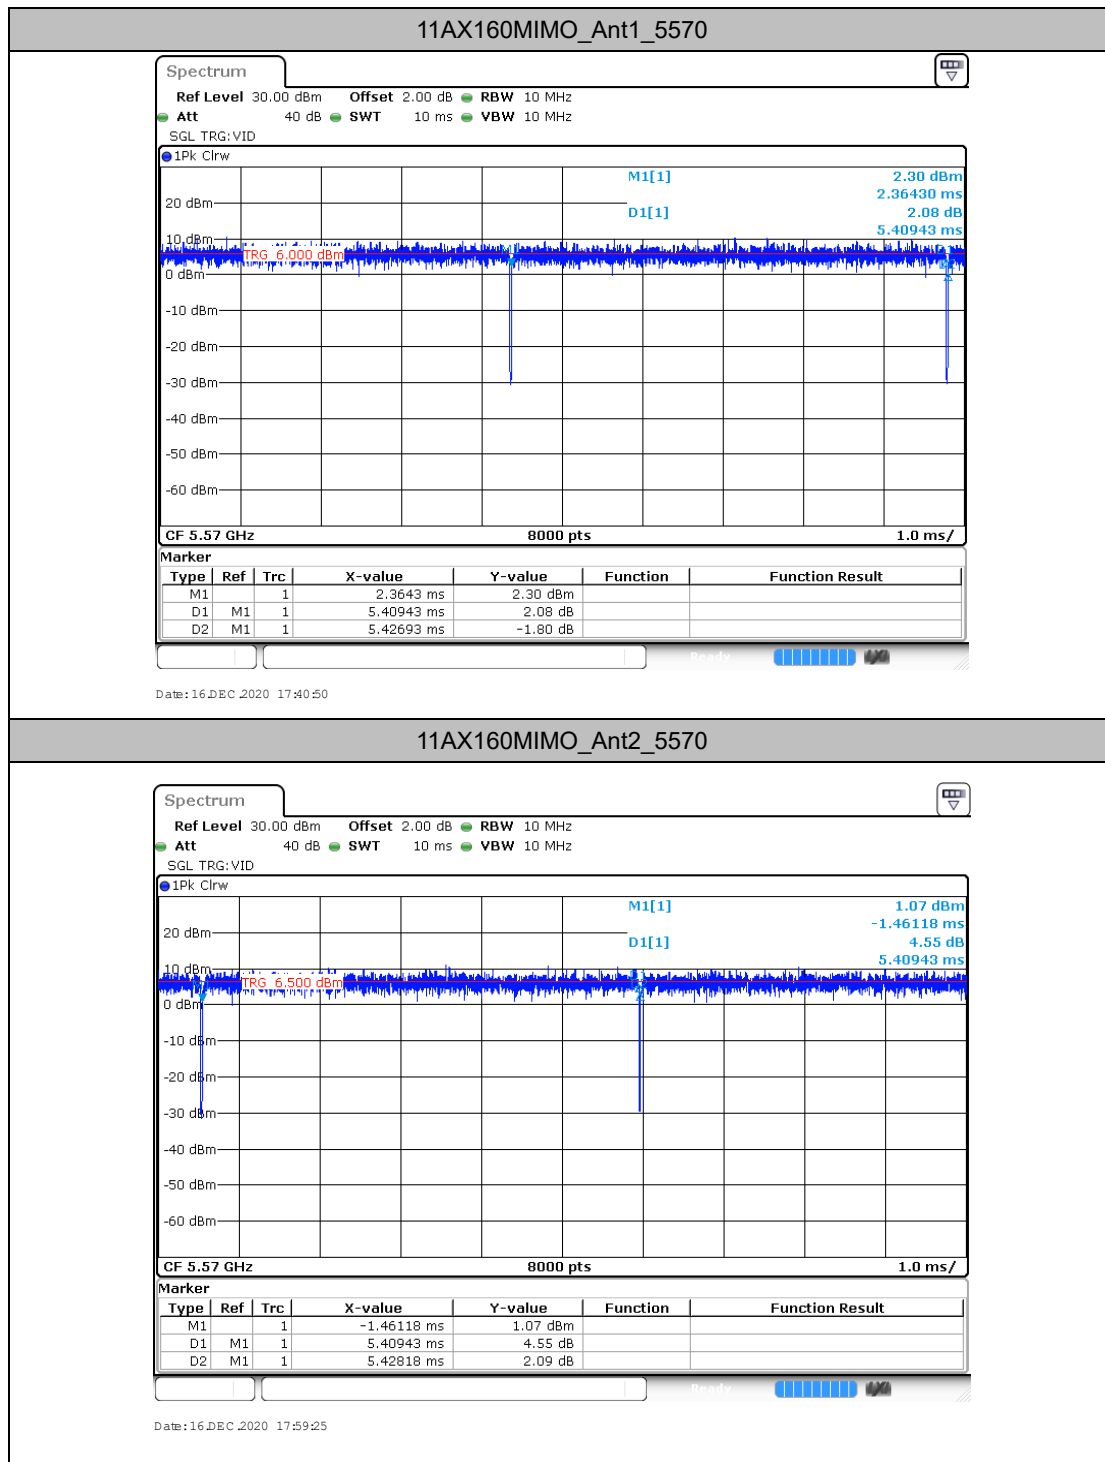 11AX160MIMO_Ant1_5570
Spectrum
Ref Level 30.00 dBm Offset 2.00 dB RBW 10 MHz
Att 40 dB SWT 10 ms VBW 10 MHz
SGL TRG:VID
1Pk Clrw
M1[1] 2.30 dBm
2.36430 ms
20 dBm
D1[1] 2.08 dB
5.40943 ms
10 dBm
TRG 6.000 dBm
0 dBm
-10 dBm
-20 dBm
-30 dBm
-40 dBm
-50 dBm
-60 dBm
CF 5.57 GHz 8000 pts 1.0 ms/
Marker
Type Ref Trc X-value Y-value Function Function Result
M1 1 2.3643 ms 2.30 dBm
D1 M1 1 5.40943 ms 2.08 dB
D2 M1 1 5.42693 ms -1.80 dB
Ready
Date: 16.DEC.2020 17:40:50
11AX160MIMO_Ant2_5570
Spectrum
Ref Level 30.00 dBm Offset 2.00 dB RBW 10 MHz
Att 40 dB SWT 10 ms VBW 10 MHz
SGL TRG:VID
1Pk Clrw
M1[1] 1.07 dBm
-1.46118 ms
20 dBm
D1[1] 4.55 dB
5.40943 ms
10 dBm
TRG 6.500 dBm
0 dBm
-10 dBm
-20 dBm
-30 dBm
-40 dBm
-50 dBm
-60 dBm
CF 5.57 GHz 8000 pts 1.0 ms/
Marker
Type Ref Trc X-value Y-value Function Function Result
M1 1 -1.46118 ms 1.07 dBm
D1 M1 1 5.40943 ms 4.55 dB
D2 M1 1 5.42818 ms 2.09 dB
Ready
Date: 16.DEC.2020 17:59:25